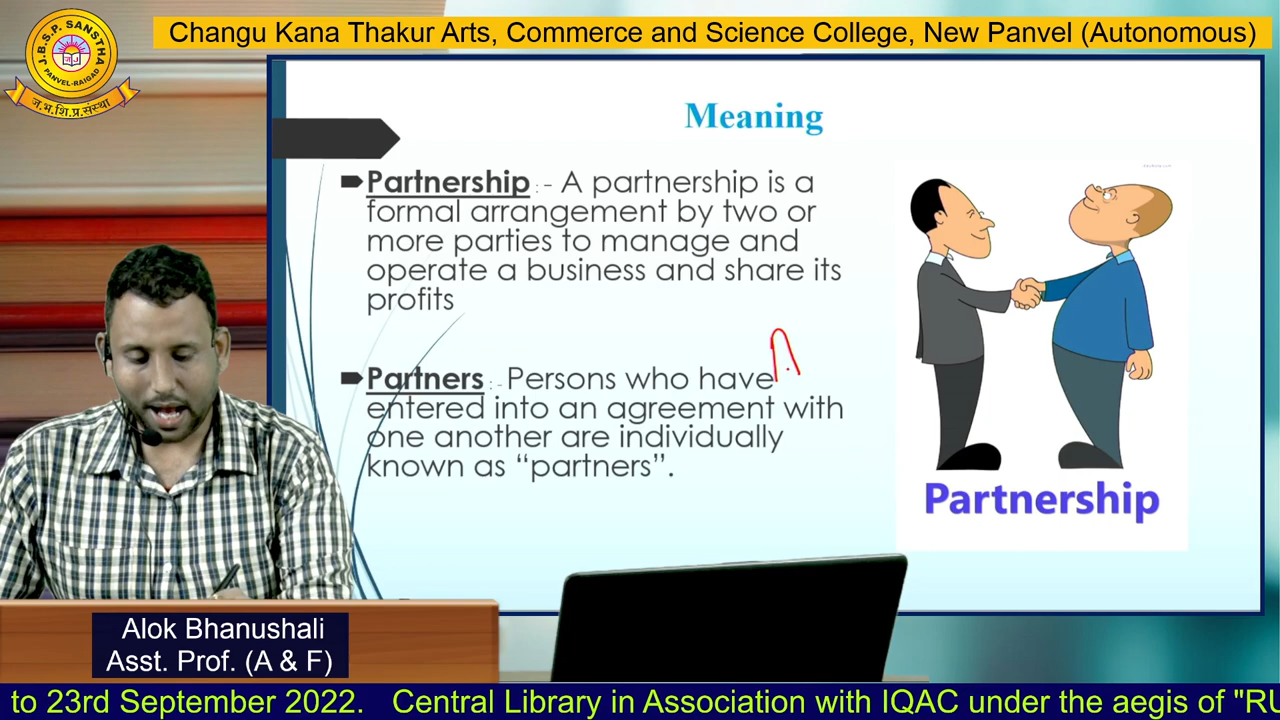 J.B.S.P. SANSTHA
PANVEL-RAIGAD
ज.भ.शि.प्र.संस्था
Changu Kana Thakur Arts, Commerce and Science College, New Panvel (Autonomous)
Meaning
Partnership : - A partnership is a
formal arrangement by two or
more parties to manage and
operate a business and share its
profits
Partners : - Persons who have
entered into an agreement with
one another are individually
known as “partners”.
Partnership
Alok Bhanushali
Asst. Prof. (A & F)
to 23rd September 2022. Central Library in Association with IQAC under the aegis of "RU